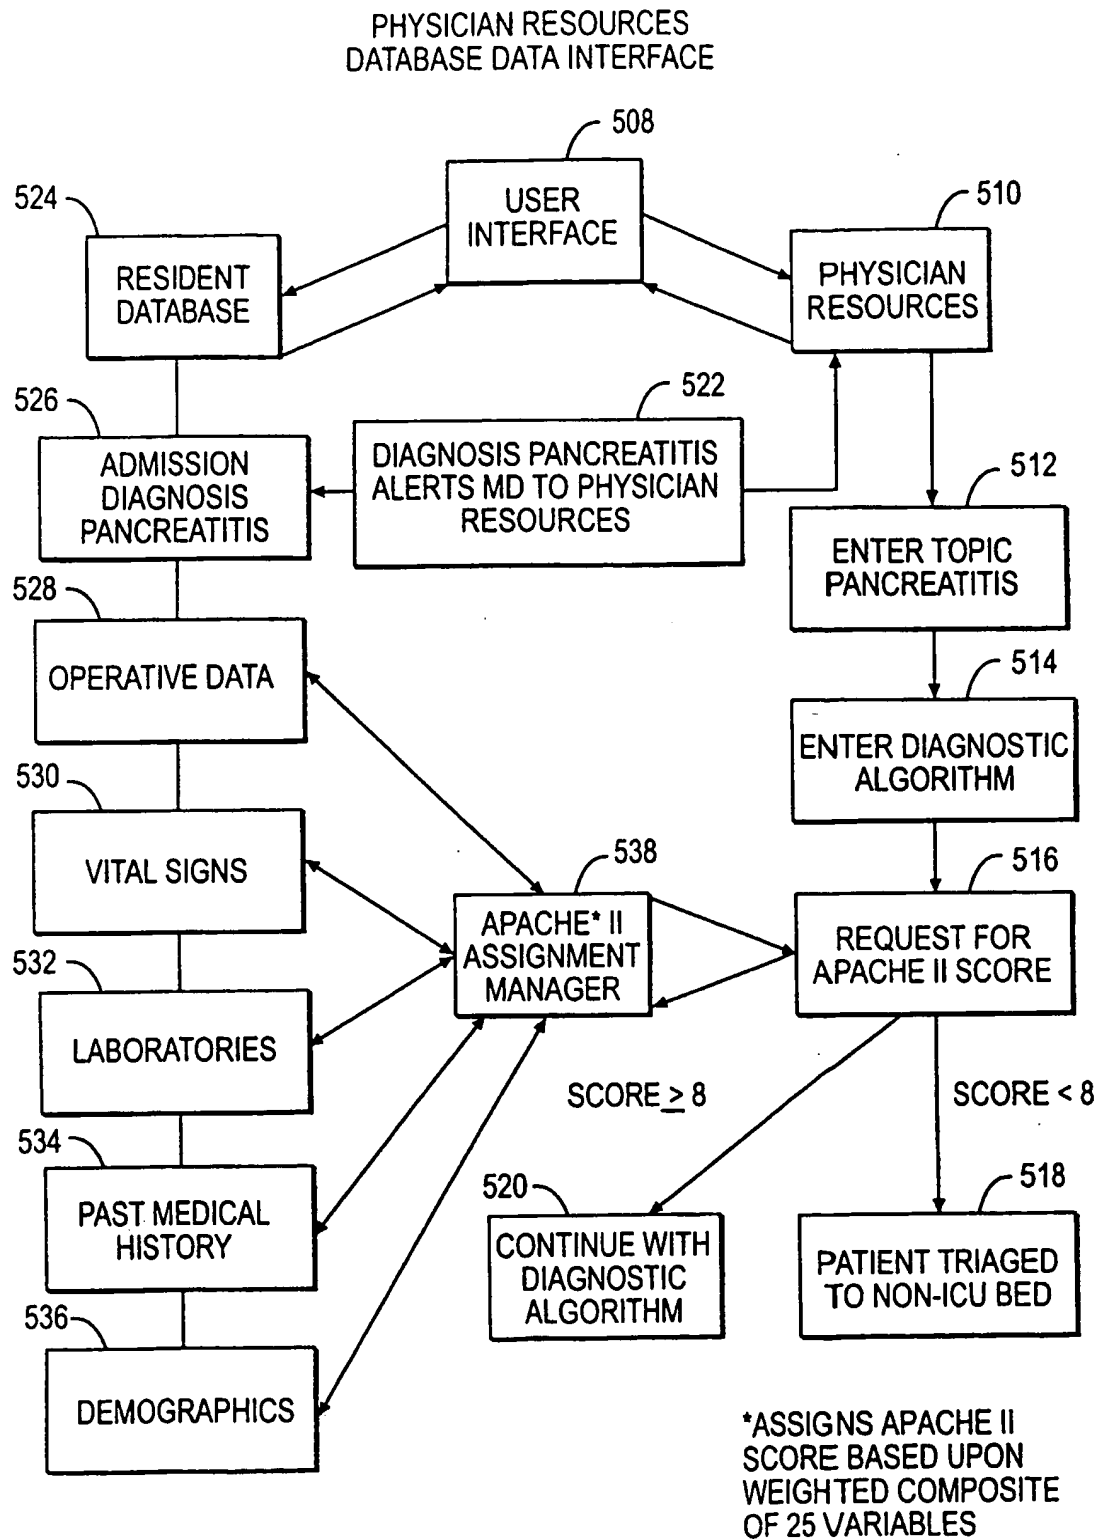 PHYSICIAN RESOURCES
DATABASE DATA INTERFACE
508
USER
INTERFACE
524
RESIDENT
DATABASE
510
PHYSICIAN
RESOURCES
526
ADMISSION
DIAGNOSIS
PANCREATITIS
522
DIAGNOSIS PANCREATITIS
ALERTS MD TO PHYSICIAN
RESOURCES
512
ENTER TOPIC
PANCREATITIS
528
OPERATIVE DATA
514
ENTER DIAGNOSTIC
ALGORITHM
530
VITAL SIGNS
538
APACHE* II
ASSIGNMENT
MANAGER
516
REQUEST FOR
APACHE II SCORE
532
LABORATORIES
SCORE ≥ 8
SCORE < 8
534
PAST MEDICAL
HISTORY
520
CONTINUE WITH
DIAGNOSTIC
ALGORITHM
518
PATIENT TRIAGED
TO NON-ICU BED
536
DEMOGRAPHICS
*ASSIGNS APACHE II
SCORE BASED UPON
WEIGHTED COMPOSITE
OF 25 VARIABLES